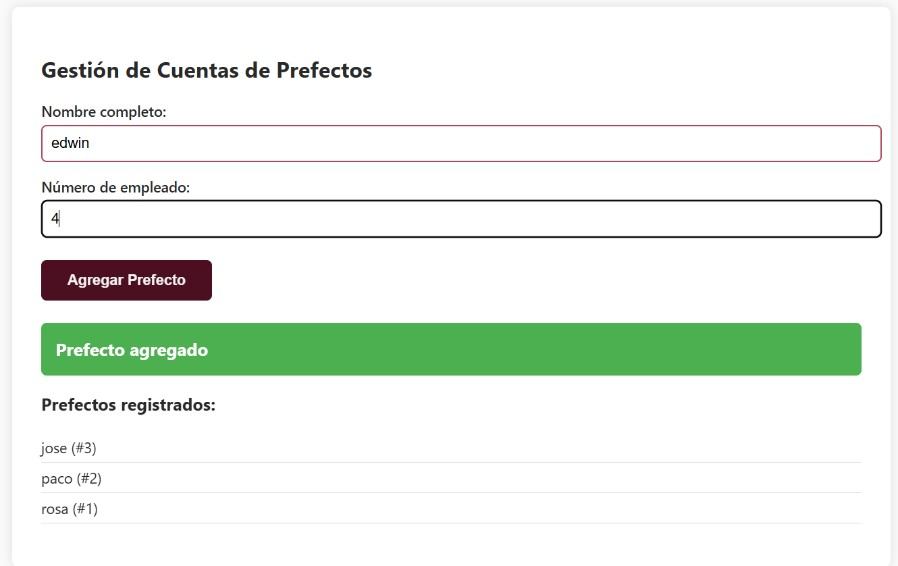 Gestión de Cuentas de Prefectos
Nombre completo:
edwin
Número de empleado:
4
Agregar Prefecto
Prefecto agregado
Prefectos registrados:
jose (#3)
paco (#2)
rosa (#1)